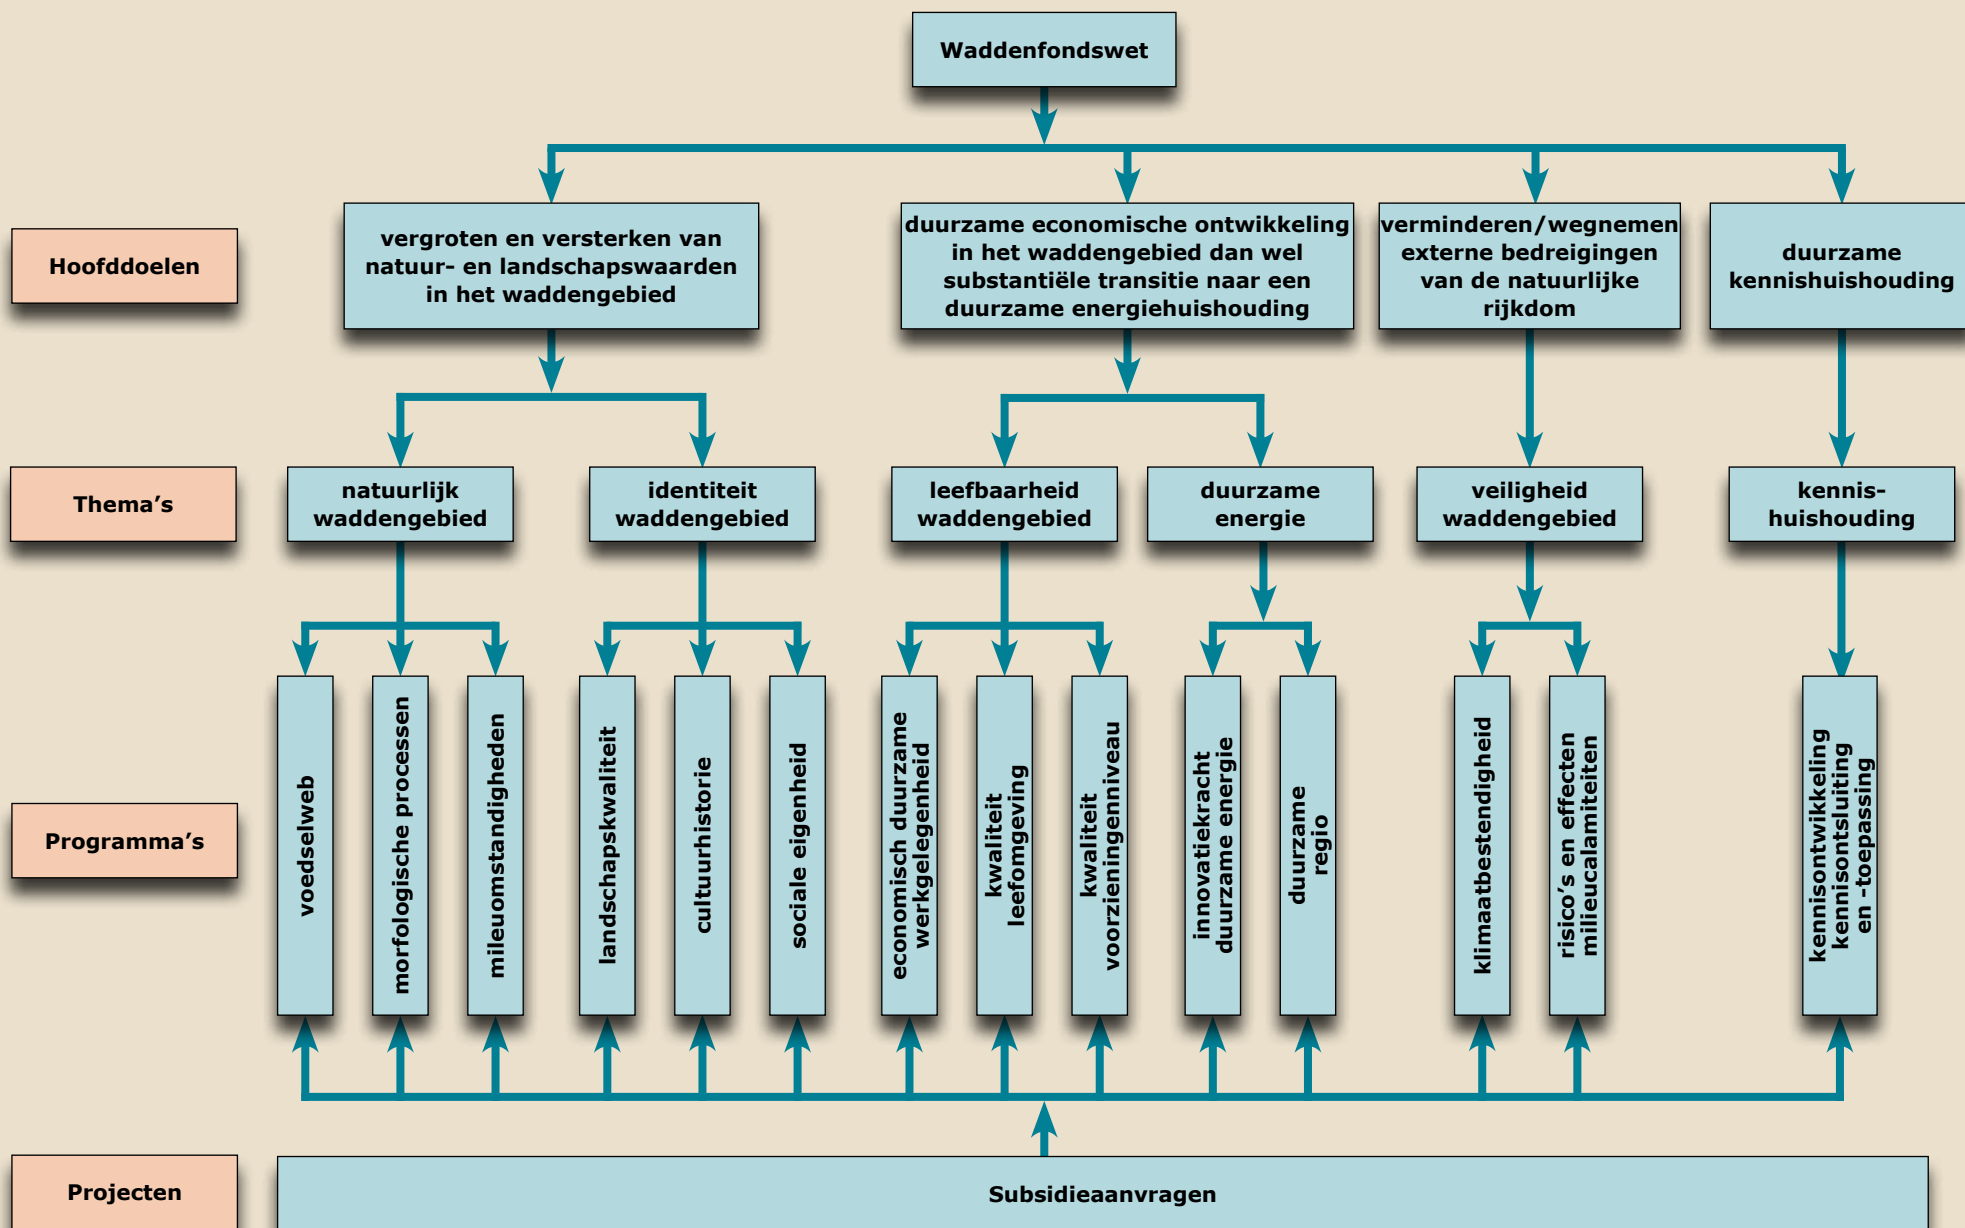 Waddenfondswet
Hoofddoelen
vergroten en versterken van
natuur- en landschapswaarden
in het waddengebied
duurzame economische ontwikkeling
in het waddengebied dan wel
substantiële transitie naar een
duurzame energiehuishouding
verminderen/wegnemen
externe bedreigingen
van de natuurlijke
rijkdom
duurzame
kennishuishouding
Thema's
natuurlijk
waddengebied
identiteit
waddengebied
leefbaarheid
waddengebied
duurzame
energie
veiligheid
waddengebied
kennis-
huishouding
Programma's
voedselweb
morfologische processen
mileuomstandigheden
landschapskwaliteit
cultuurhistorie
sociale eigenheid
economisch duurzame
werkgelegenheid
kwaliteit
leefomgeving
kwaliteit
voorzieningenniveau
innovatiekracht
duurzame energie
duurzame
regio
klimaatbestendigheid
risico's en effecten
milieucalamiteiten
kennisontwikkeling
kennisontsluiting
en -toepassing
Projecten
Subsidieaanvragen